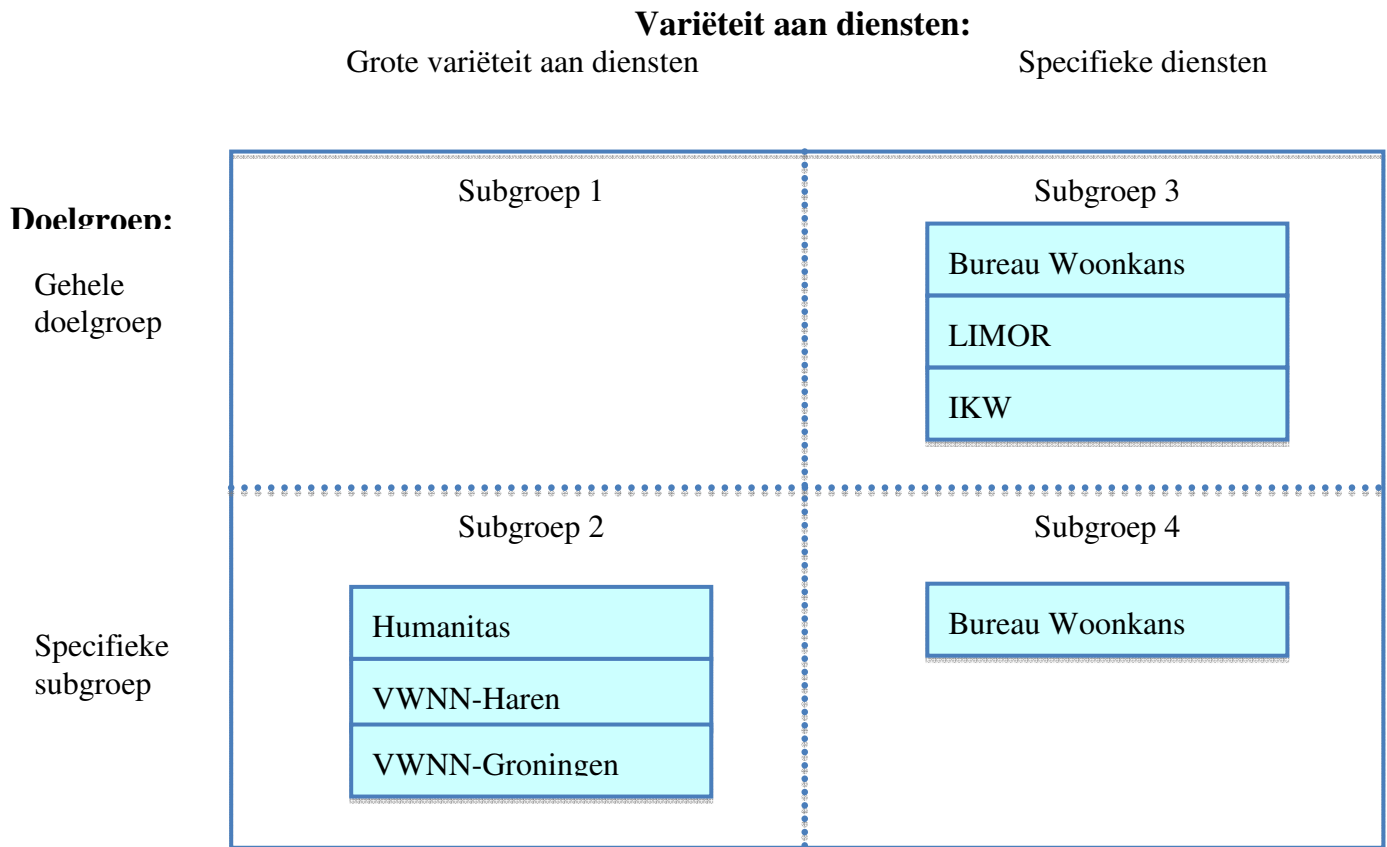 Variëteit aan diensten:
Grote variëteit aan diensten
Specifieke diensten
Subgroep 1
Subgroep 3
Doelgroep:
Gehele
doelgroep
Bureau Woonkans
LIMOR
IKW
Subgroep 2
Subgroep 4
Specifieke
subgroep
Humanitas
VWNN-Haren
VWNN-Groningen
Bureau Woonkans